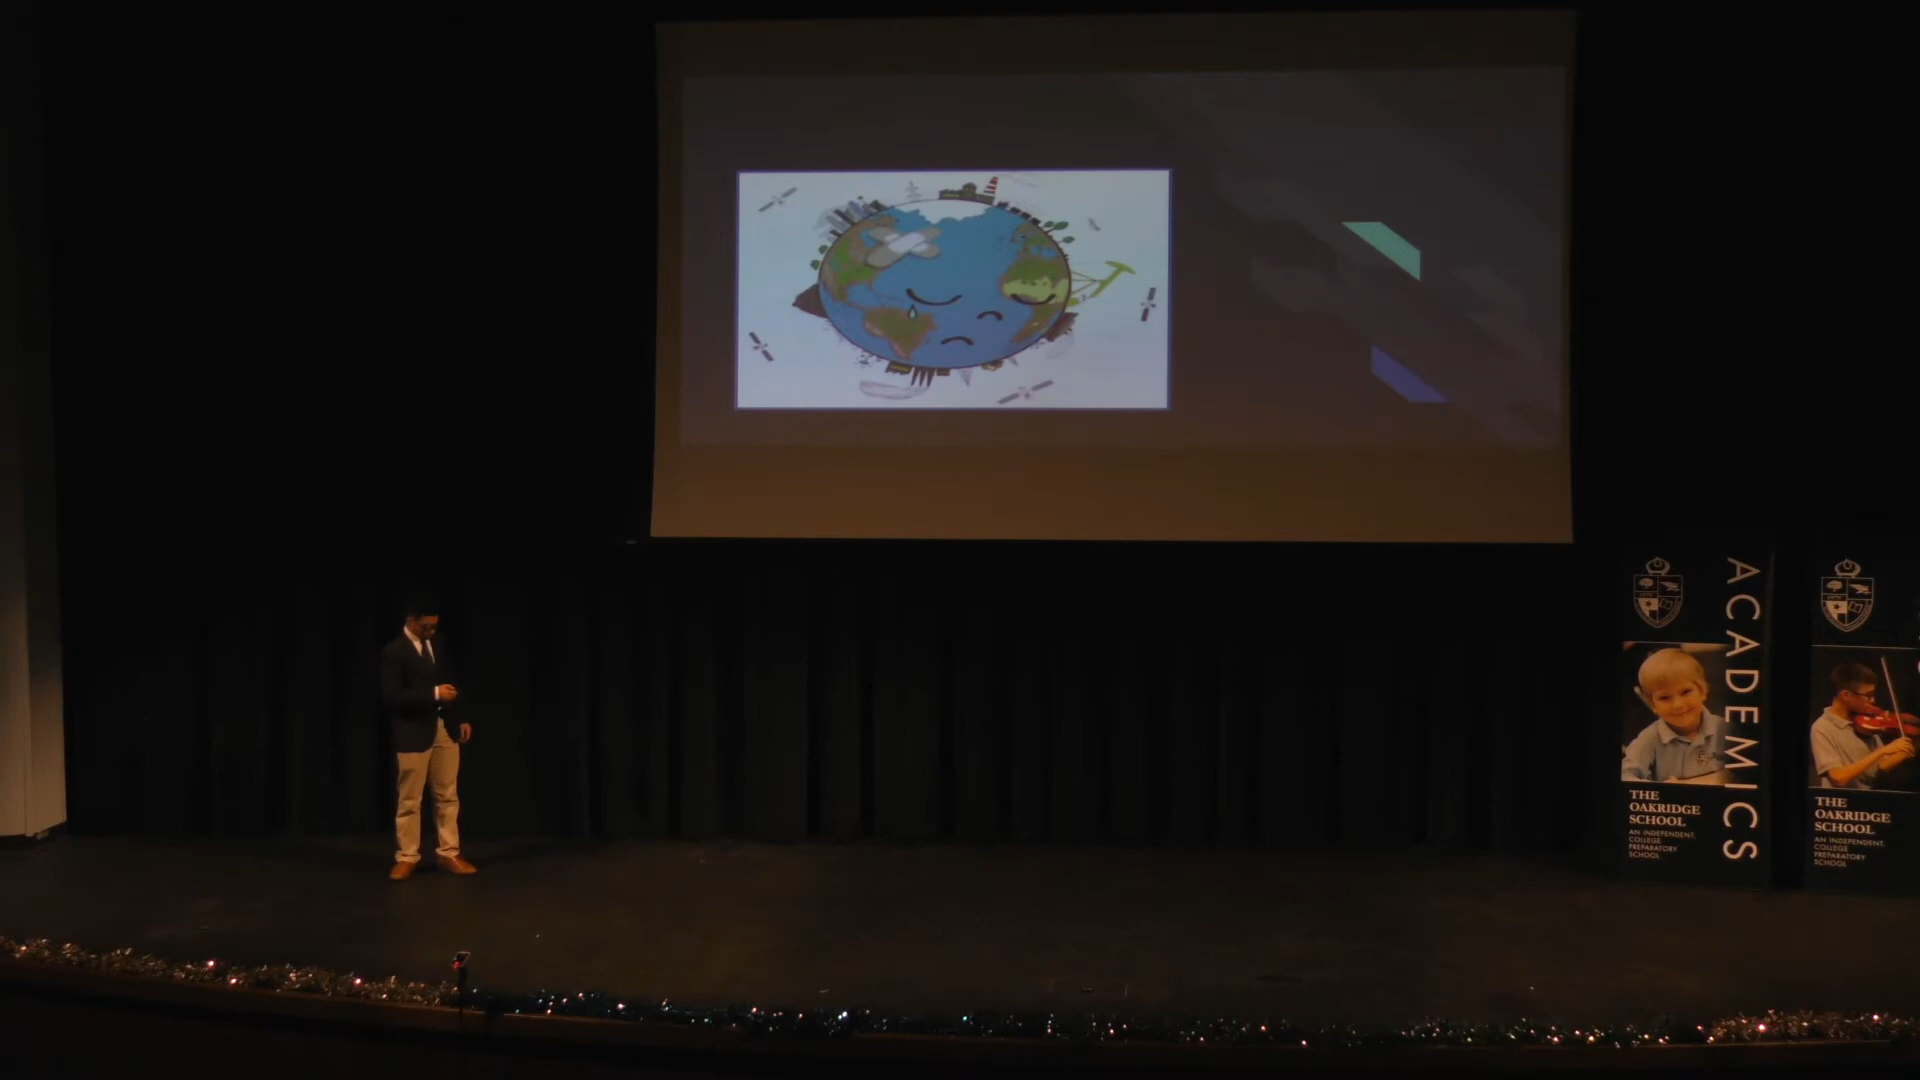 ACADEMICS
THE
OAKRIDGE
SCHOOL
AN INDEPENDENT,
COLLEGE
PREPARATORY
SCHOOL
THE
OAKRIDGE
SCHOOL
AN INDEPENDENT,
COLLEGE
PREPARATORY
SCHOOL